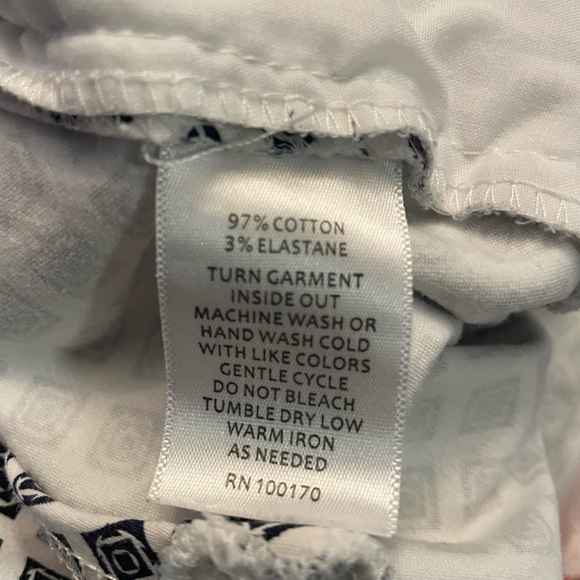 97% COTTON
3% ELASTANE
TURN GARMENT
INSIDE OUT
MACHINE WASH OR
HAND WASH COLD
WITH LIKE COLORS
GENTLE CYCLE
DO NOT BLEACH
TUMBLE DRY LOW
WARM IRON
AS NEEDED
RN 100170